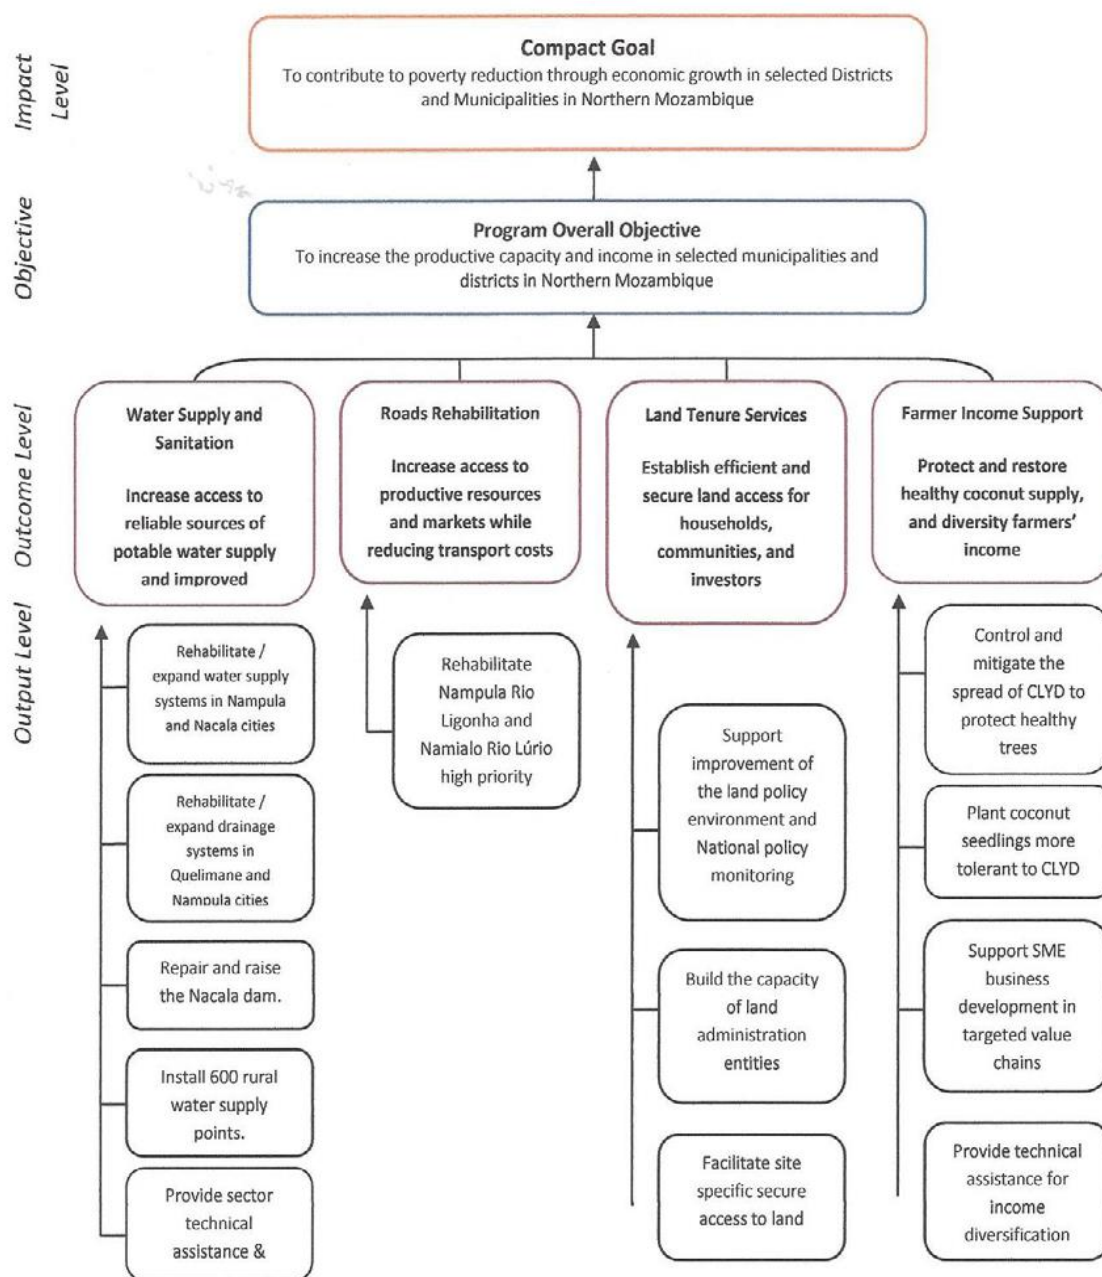 Impact
Level
Compact Goal
To contribute to poverty reduction through economic growth in selected Districts
and Municipalities in Northern Mozambique
Objective
Program Overall Objective
To increase the productive capacity and income in selected municipalities and
districts in Northern Mozambique
Outcome Level
Water Supply and
Sanitation
Increase access to
reliable sources of
potable water supply
and improved
Roads Rehabilitation
Increase access to
productive resources
and markets while
reducing transport costs
Land Tenure Services
Establish efficient and
secure land access for
households,
communities, and
investors
Farmer Income Support
Protect and restore
healthy coconut supply,
and diversity farmers'
income
Output Level
Rehabilitate /
expand water supply
systems in Nampula
and Nacala cities
Rehabilitate /
expand drainage
systems in
Quelimane and
Nampula cities
Repair and raise
the Nacala dam.
Install 600 rural
water supply
points.
Provide sector
technical
assistance &
Rehabilitate
Nampula Rio
Ligonha and
Namialo Rio Lúrio
high priority
Support
improvement of
the land policy
environment and
National policy
monitoring
Build the capacity
of land
administration
entities
Facilitate site
specific secure
access to land
Control and
mitigate the
spread of CLYD to
protect healthy
trees
Plant coconut
seedlings more
tolerant to CLYD
Support SME
business
development in
targeted value
chains
Provide technical
assistance for
income
diversification